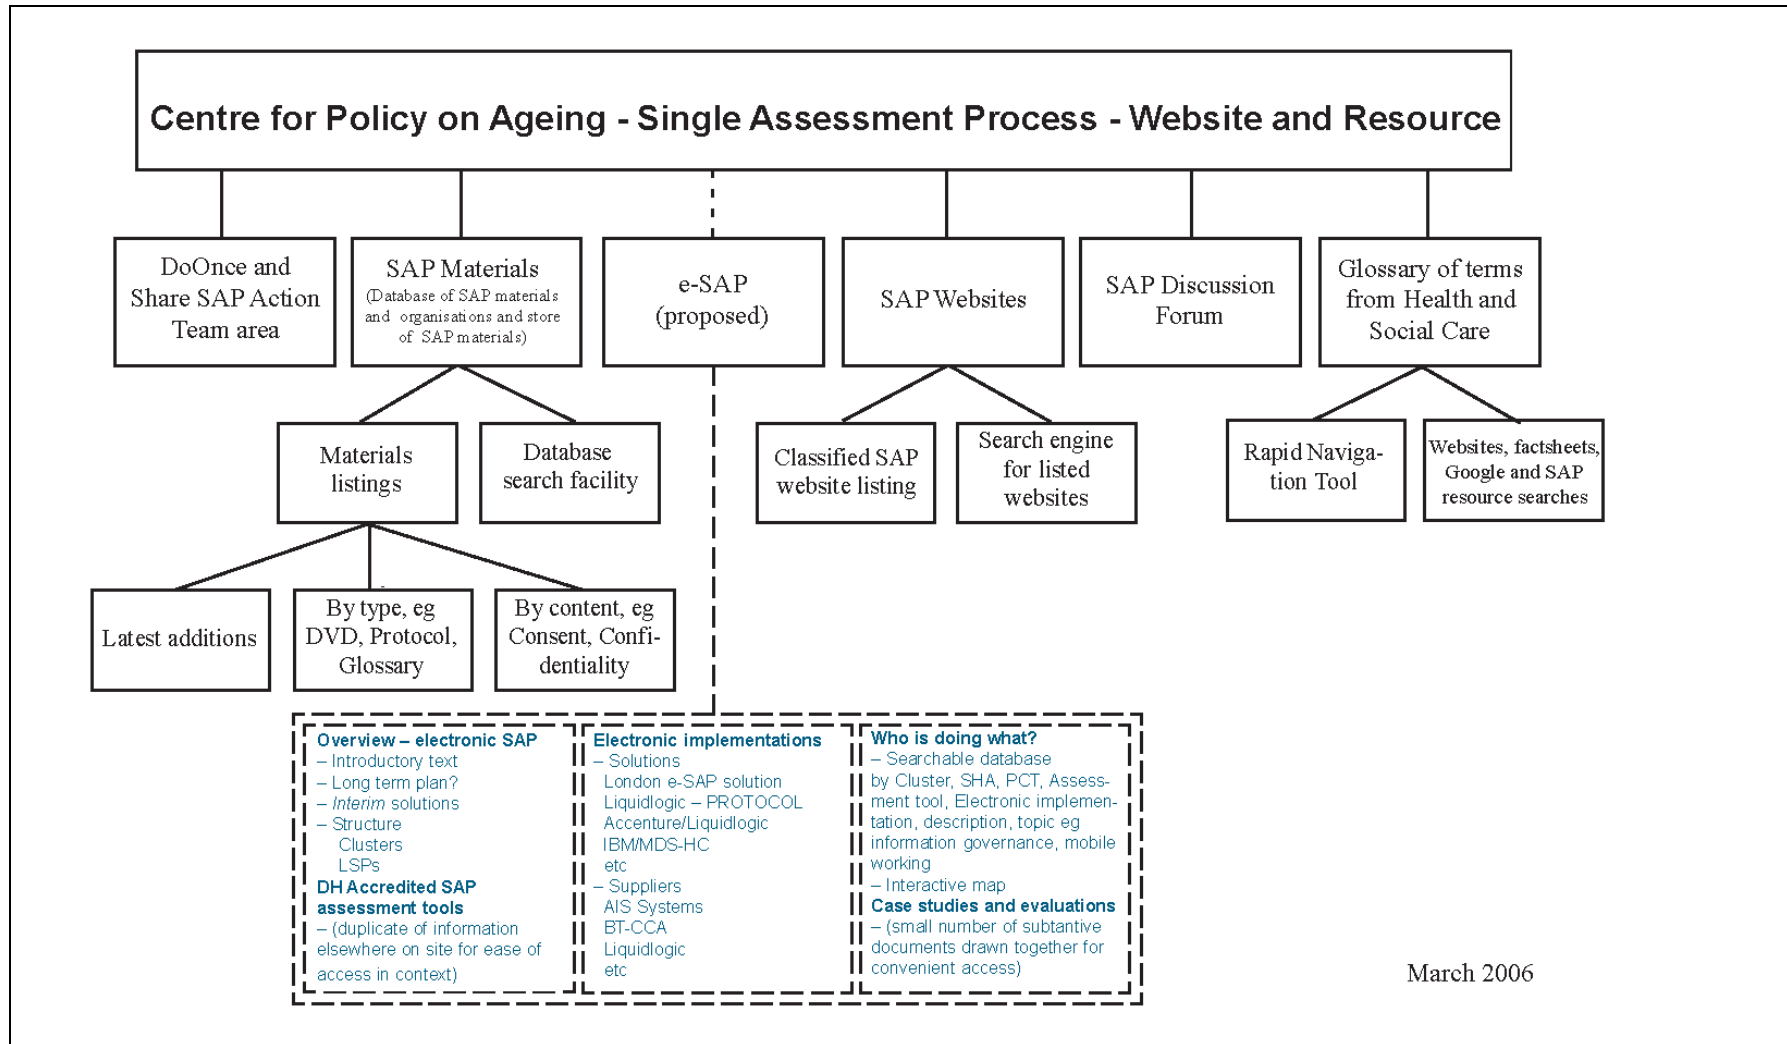 Centre for Policy on Ageing - Single Assessment Process - Website and Resource
DoOnce and
Share SAP Action
Team area
SAP Materials
(Database of SAP materials
and organisations and store
of SAP materials)
e-SAP
(proposed)
SAP Websites
SAP Discussion
Forum
Glossary of terms
from Health and
Social Care
Materials
listings
Database
search facility
Classified SAP
website listing
Search engine
for listed
websites
Rapid Naviga-
tion Tool
Websites, factsheets,
Google and SAP
resource searches
Latest additions
By type, eg
DVD, Protocol,
Glossary
By content, eg
Consent, Confi-
dentiality
Overview – electronic SAP
– Introductory text
– Long term plan?
– Interim solutions
– Structure
Clusters
LSPs
DH Accredited SAP
assessment tools
– (duplicate of information
elsewhere on site for ease of
access in context)
Electronic implementations
– Solutions
London e-SAP solution
Liquidlogic – PROTOCOL
Accenture/Liquidlogic
IBM/MDS-HC
etc
– Suppliers
AIS Systems
BT-CCA
Liquidlogic
etc
Who is doing what?
– Searchable database
by Cluster, SHA, PCT, Assess-
ment tool, Electronic implemen-
tation, description, topic eg
information governance, mobile
working
– Interactive map
Case studies and evaluations
– (small number of subtantive
documents drawn together for
convenient access)
March 2006